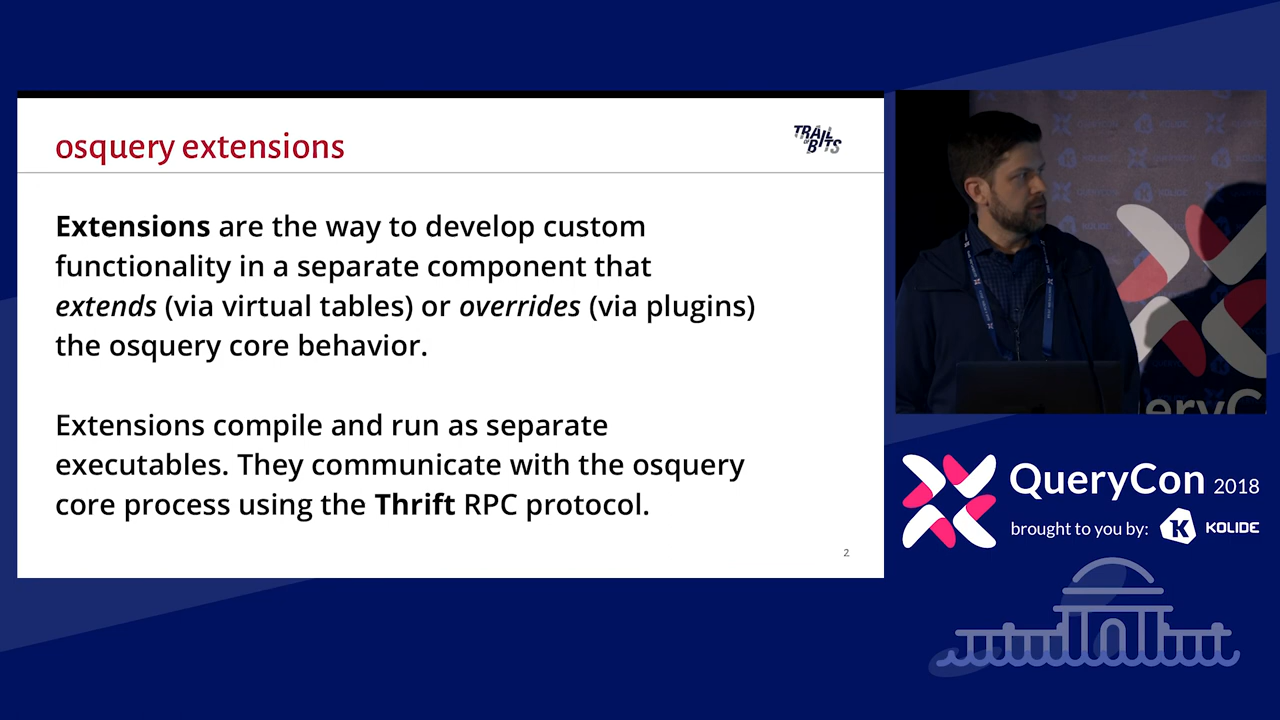 osquery extensions
TRAIL
OF
BITS
Extensions are the way to develop custom
functionality in a separate component that
extends (via virtual tables) or overrides (via plugins)
the osquery core behavior.
Extensions compile and run as separate
executables. They communicate with the osquery
core process using the Thrift RPC protocol.
2
KOLIDE
eryC
QueryCon 2018
brought to you by: K KOLIDE